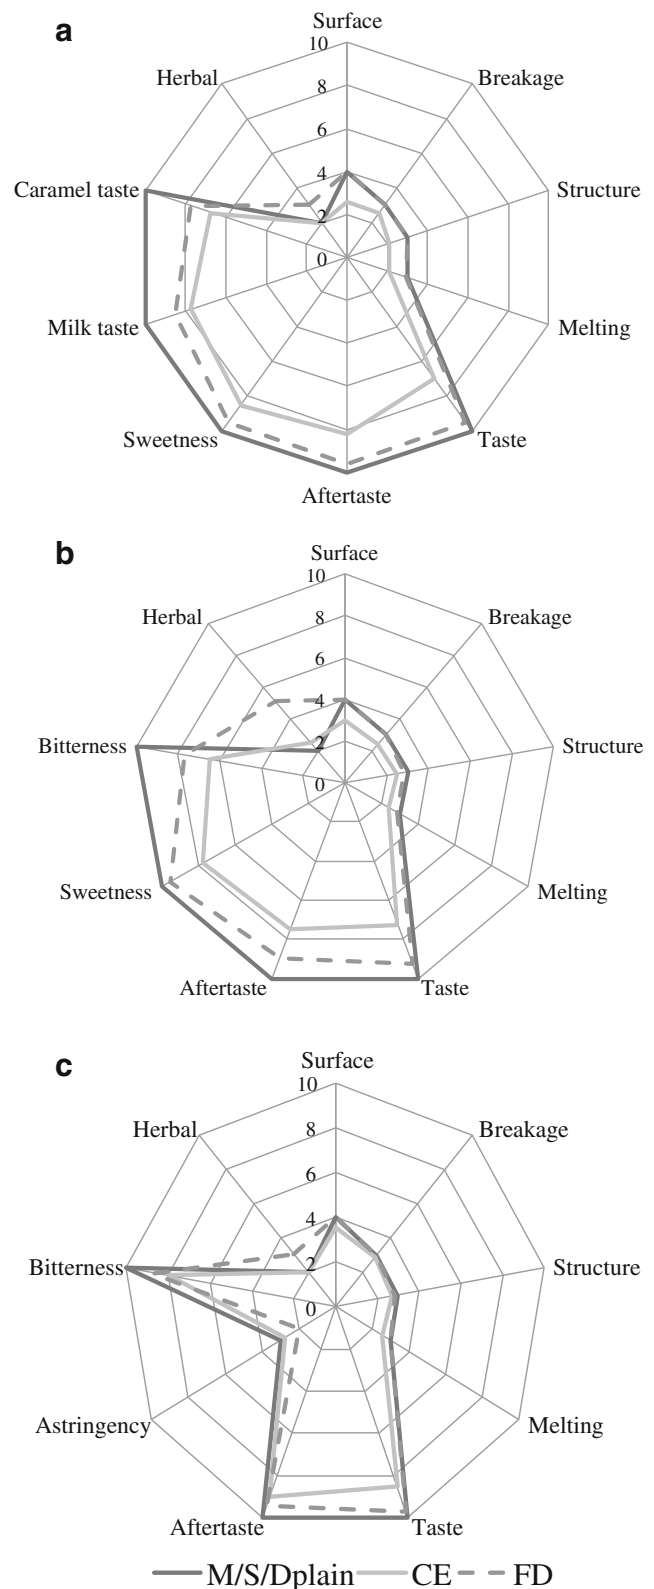 a
Surface
10
Herbal
Breakage
8
6
Caramel taste
Structure
4
2
0
Milk taste
Melting
Sweetness
Taste
Aftertaste
b
Surface
10
Herbal
Breakage
8
6
Bitterness
Structure
4
2
0
Sweetness
Melting
Aftertaste
Taste
c
Surface
10
Herbal
Breakage
8
6
4
Bitterness
Structure
2
0
Astringency
Melting
Aftertaste
Taste
M/S/Dplain CE FD